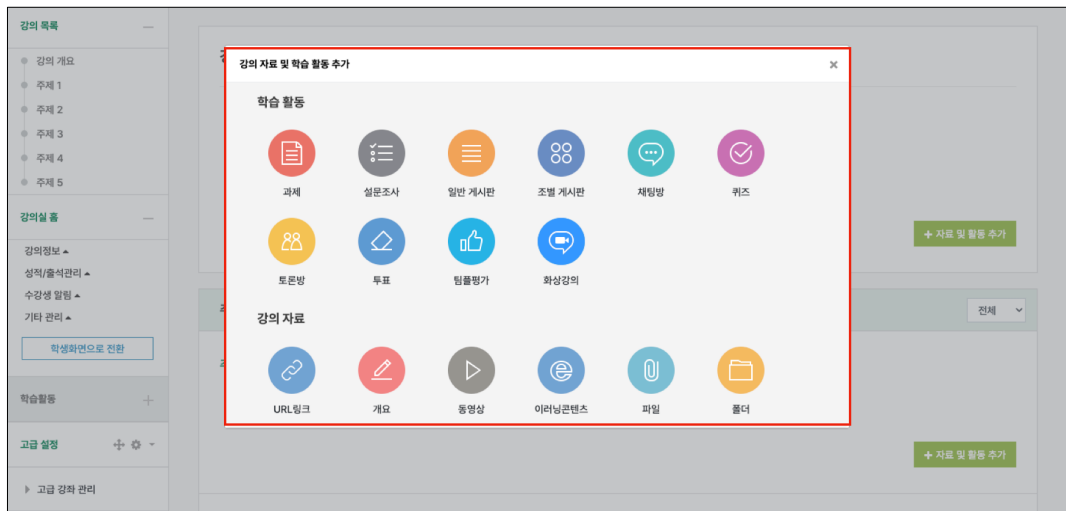 강의 목록
강의 개요
주제 1
주제 2
주제 3
주제 4
주제 5
강의실 홈
강의정보
성적/출석관리
수강생 알림
기타 관리
학생화면으로 전환
학습활동
고급 설정
고급 강좌 관리
강의 자료 및 학습 활동 추가
학습 활동
과제 설문조사 일반 게시판 조별 게시판 채팅방 퀴즈
토론방 투표 팀플평가 화상강의
강의 자료
URL링크 개요 동영상 이러닝콘텐츠 파일 폴더
+ 자료 및 활동 추가
전체
+ 자료 및 활동 추가